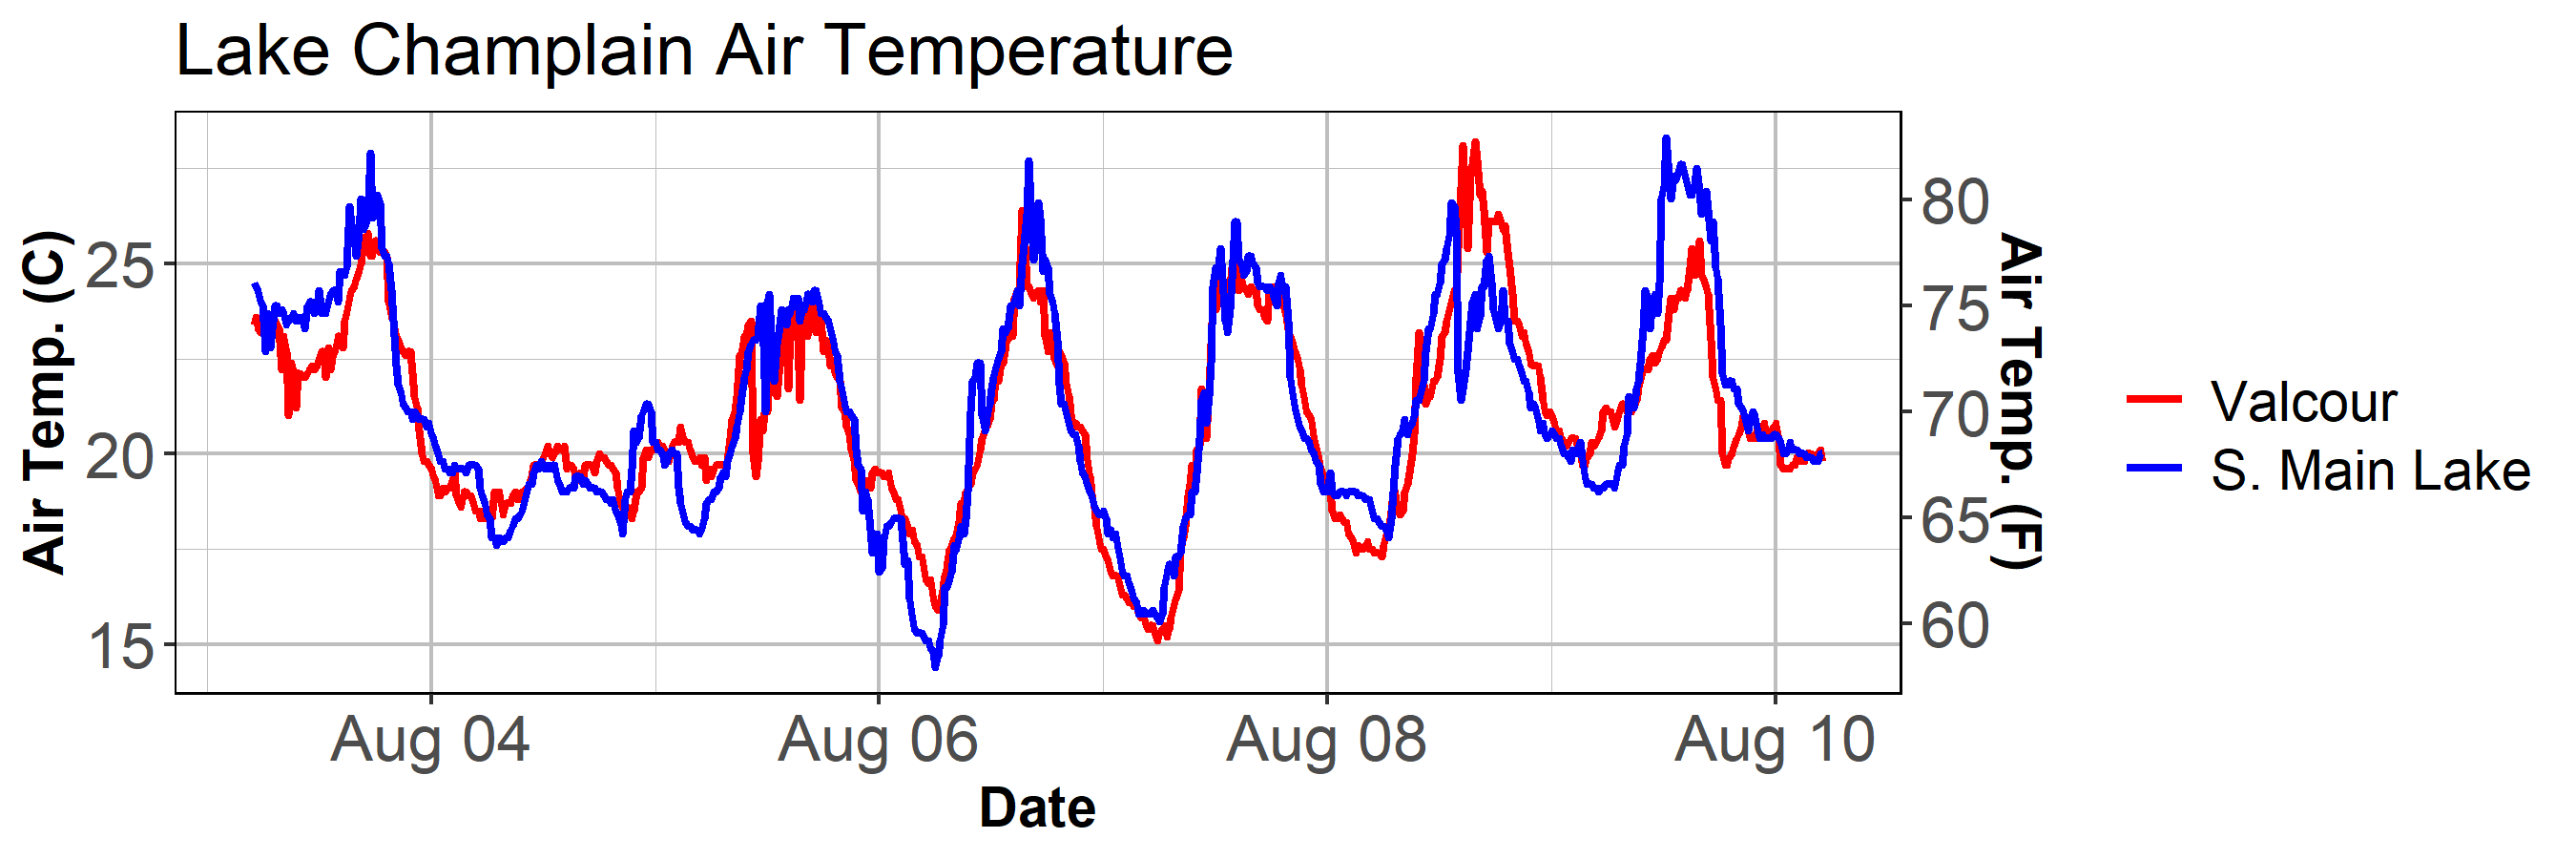 Lake Champlain Air Temperature
Air Temp. (C)
25
20
15
80
75
70
65
60
Air Temp. (F)
Aug 04
Aug 06
Aug 08
Aug 10
Date
Valcour
S. Main Lake